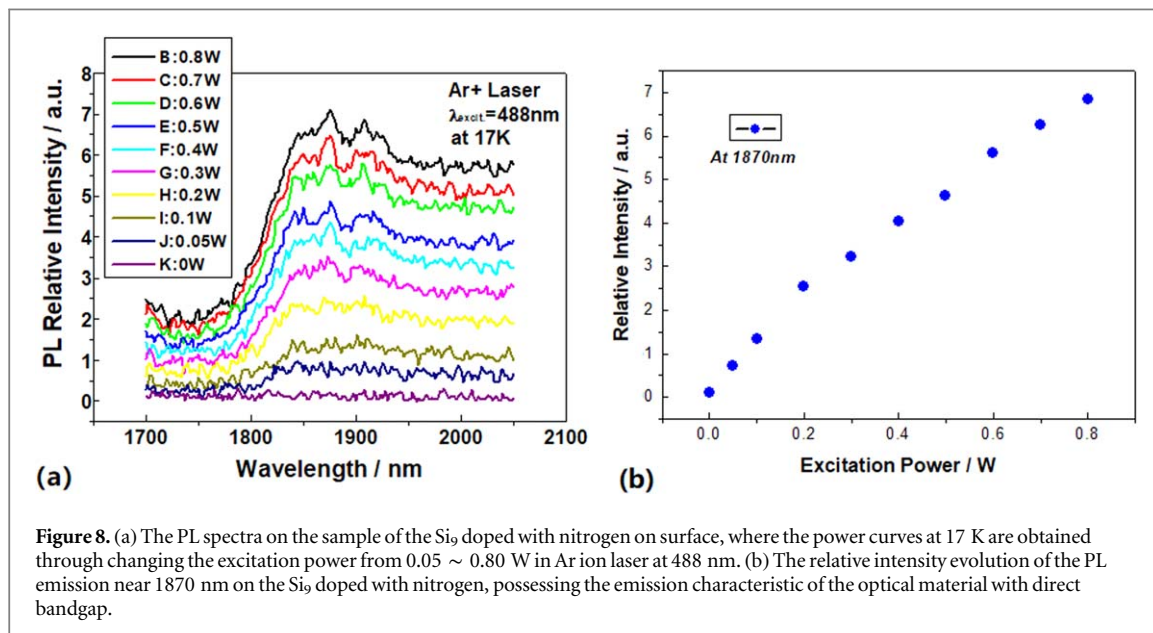 B:0.8W
C:0.7W
D:0.6W
E:0.5W
F:0.4W
G:0.3W
H:0.2W
I:0.1W
J:0.05W
K:0W
Ar+ Laser
λexcit.=488nm
at 17K
PL Relative Intensity / a.u.
8
7
6
5
4
3
2
1
0
1700 1800 1900 2000 2100
Wavelength / nm
(a)
At 1870nm
Relative Intensity / a.u.
7
6
5
4
3
2
1
0
0.0 0.2 0.4 0.6 0.8
Excitation Power / W
(b)
Figure 8. (a) The PL spectra on the sample of the Si₉ doped with nitrogen on surface, where the power curves at 17 K are obtained
through changing the excitation power from 0.05 ~ 0.80 W in Ar ion laser at 488 nm. (b) The relative intensity evolution of the PL
emission near 1870 nm on the Si₉ doped with nitrogen, possessing the emission characteristic of the optical material with direct
bandgap.